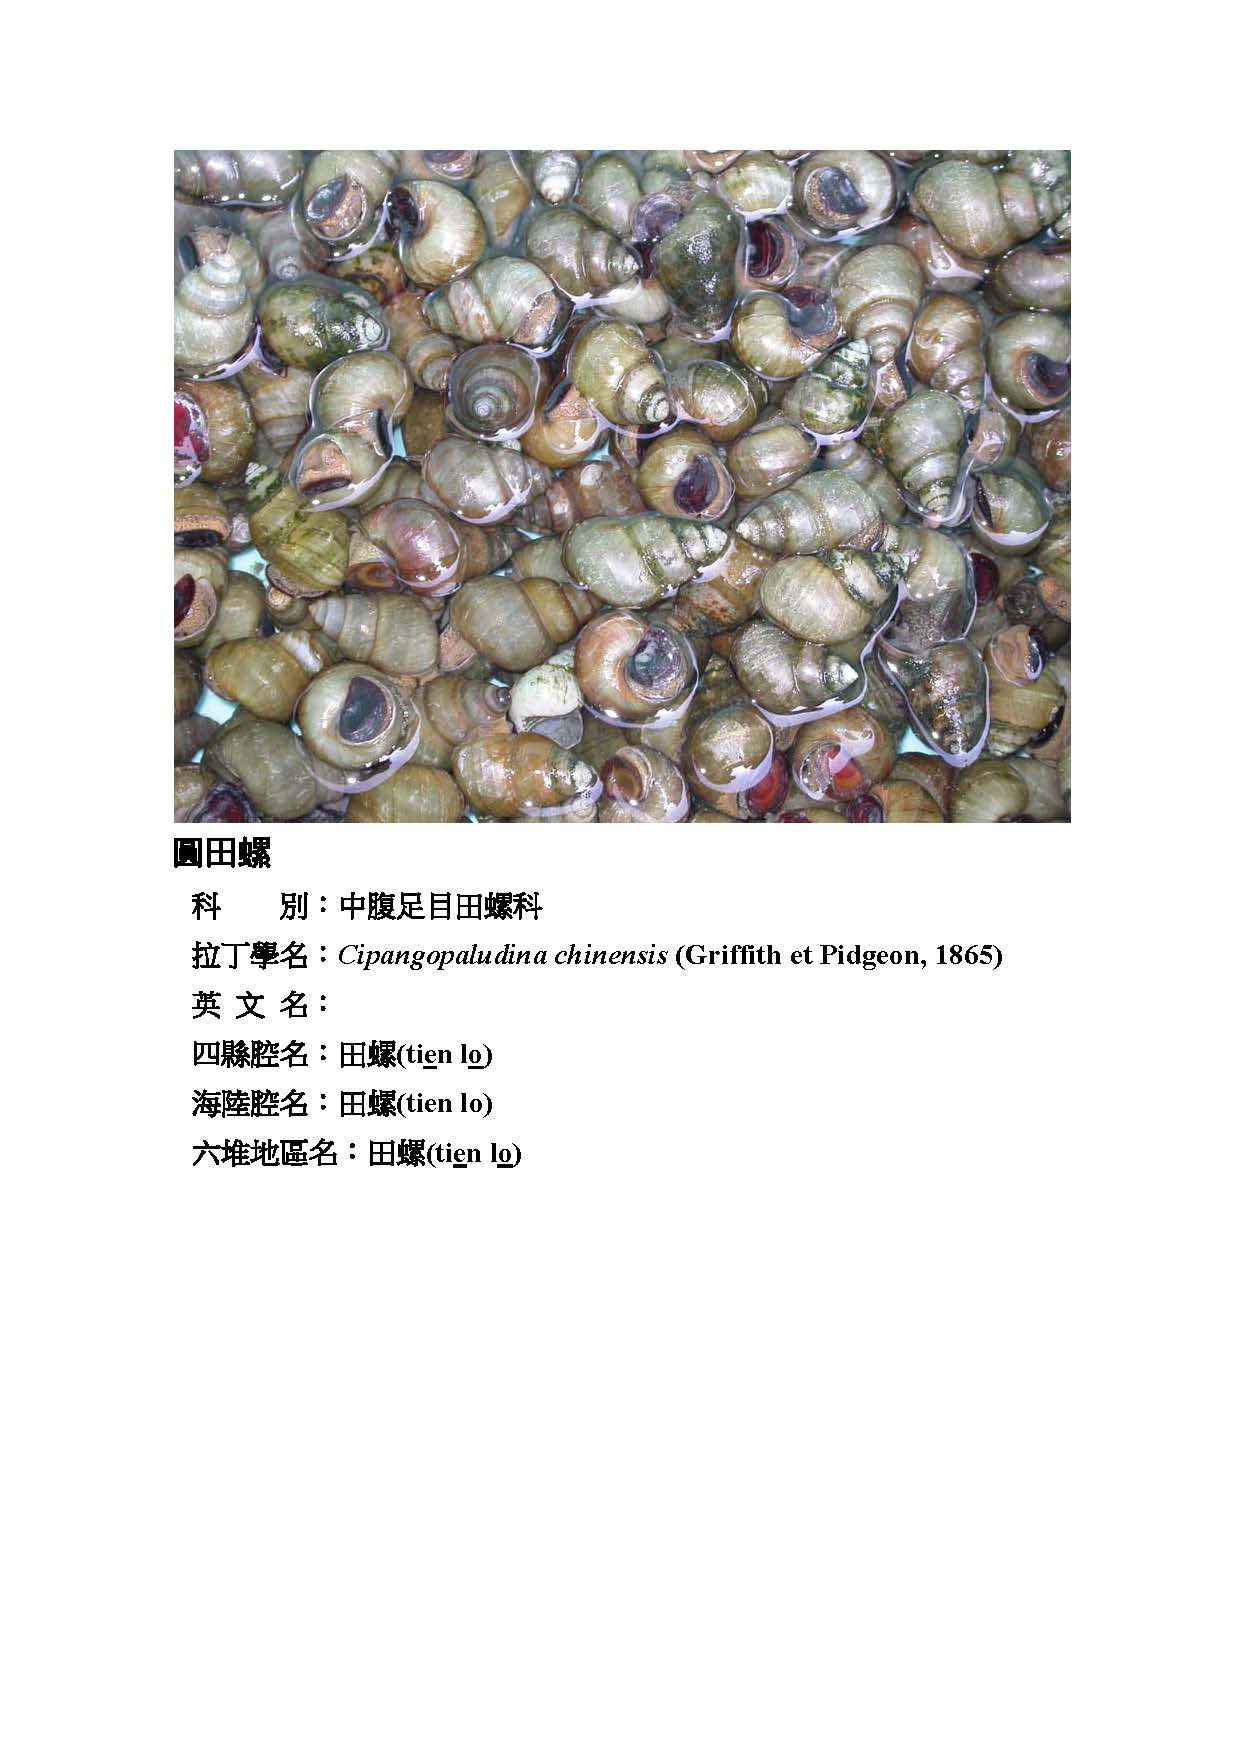 圓田螺
科　　別：中腹足目田螺科
拉丁學名：Cipangopaludina chinensis (Griffith et Pidgeon, 1865)
英 文 名：
四縣腔名：田螺(tien lo)
海陸腔名：田螺(tien lo)
六堆地區名：田螺(tien lo)